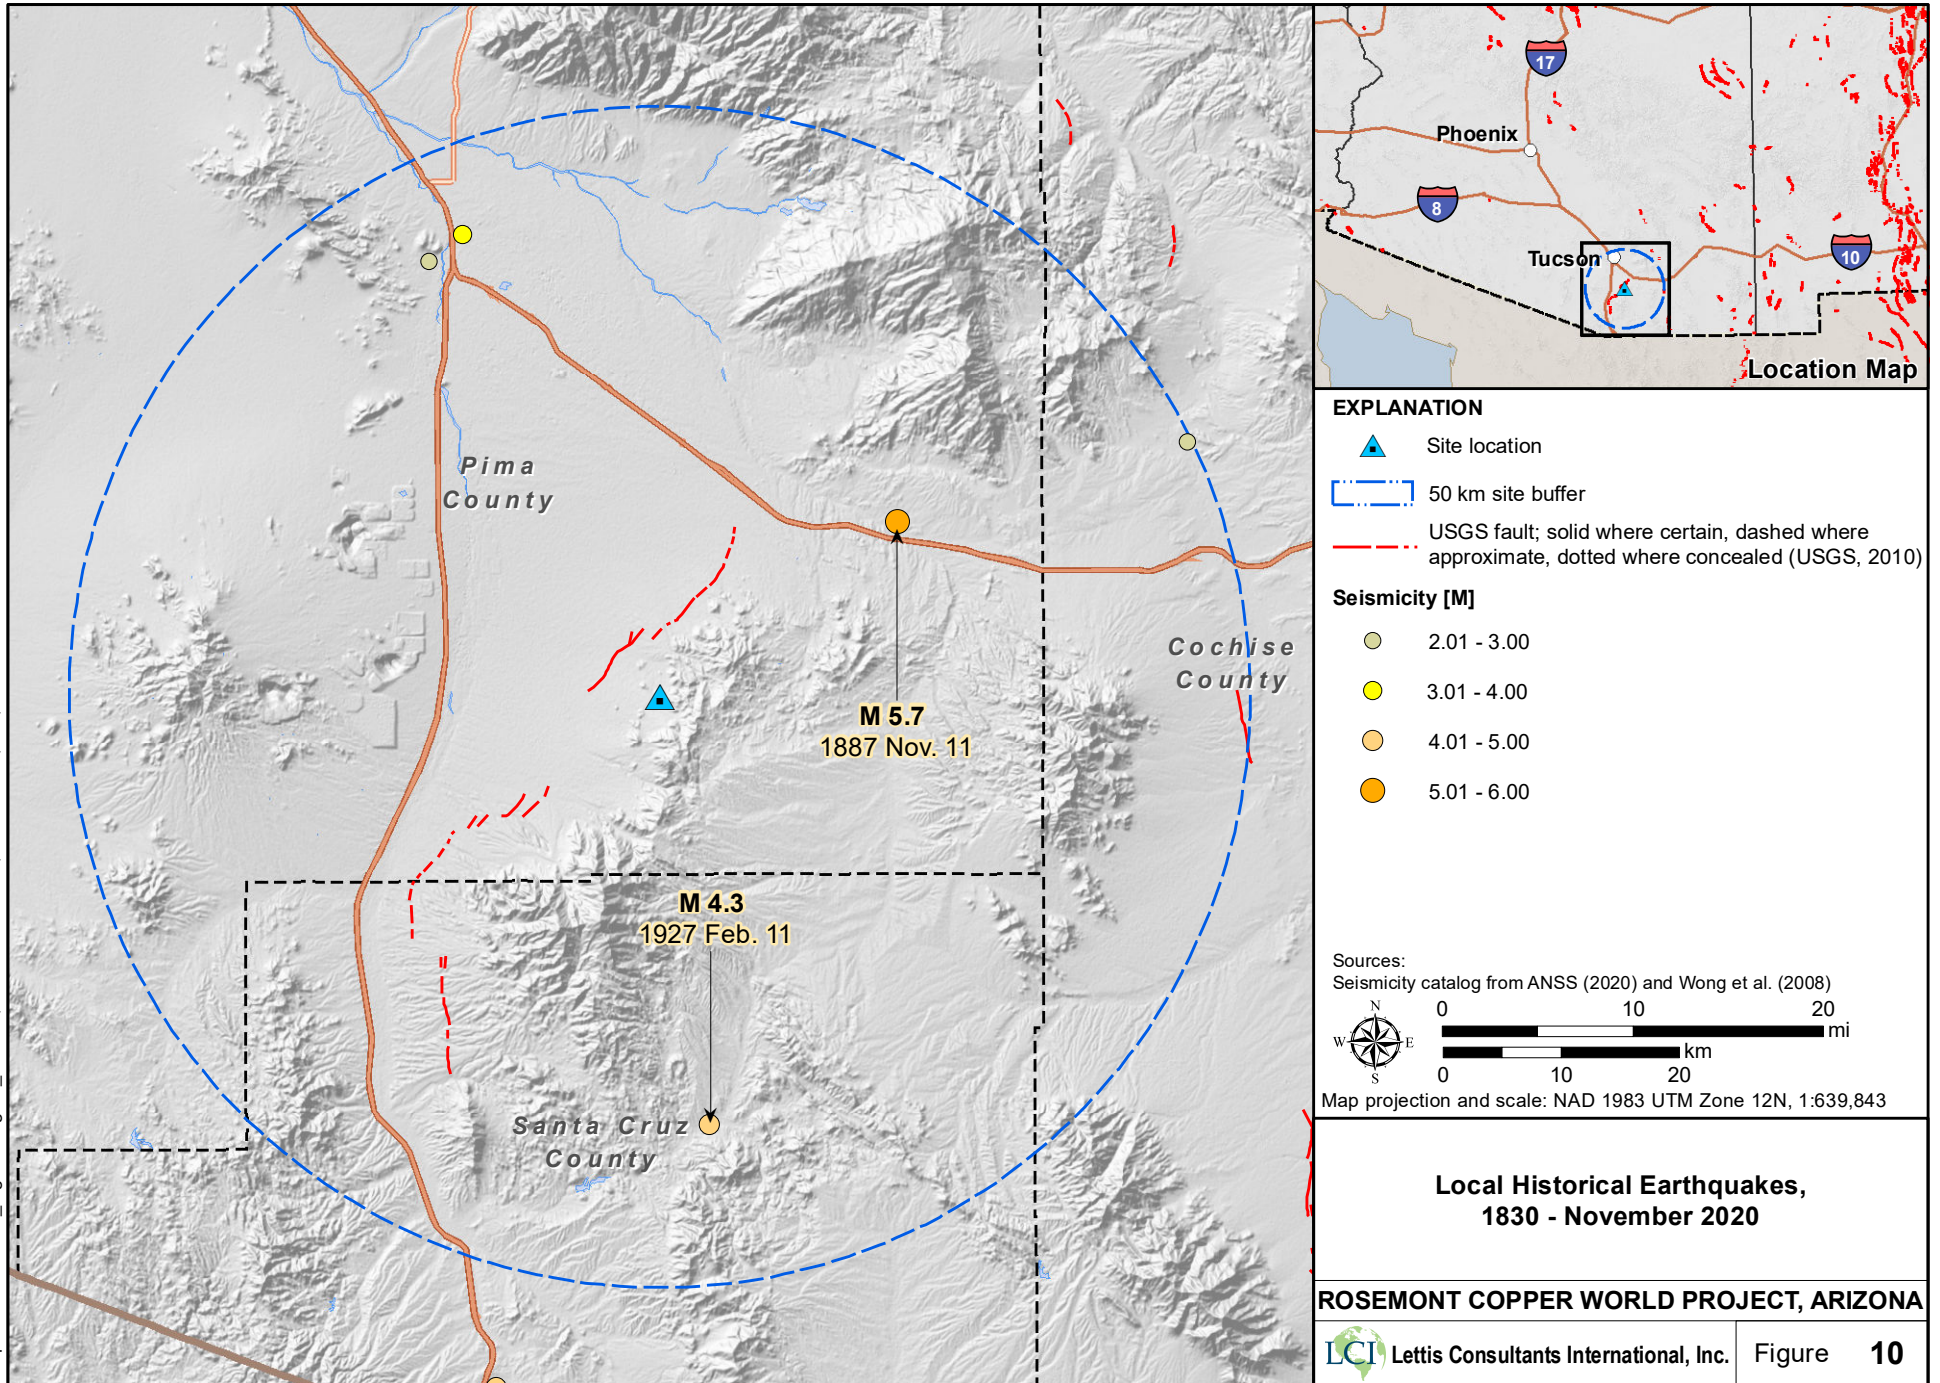 Pima
County
Cochise
County
M 5.7
1887 Nov. 11
M 4.3
1927 Feb. 11
Santa Cruz
County
17
Phoenix
8
Tucson
10
Location Map
EXPLANATION
Site location
50 km site buffer
USGS fault; solid where certain, dashed where
approximate, dotted where concealed (USGS, 2010)
Seismicity [M]
2.01 - 3.00
3.01 - 4.00
4.01 - 5.00
5.01 - 6.00
Sources:
Seismicity catalog from ANSS (2020) and Wong et al. (2008)
N
W E
S
0 10 20
mi
km
0 10 20
Map projection and scale: NAD 1983 UTM Zone 12N, 1:639,843
Local Historical Earthquakes,
1830 - November 2020
ROSEMONT COPPER WORLD PROJECT, ARIZONA
LCI Lettis Consultants International, Inc.
Figure 10